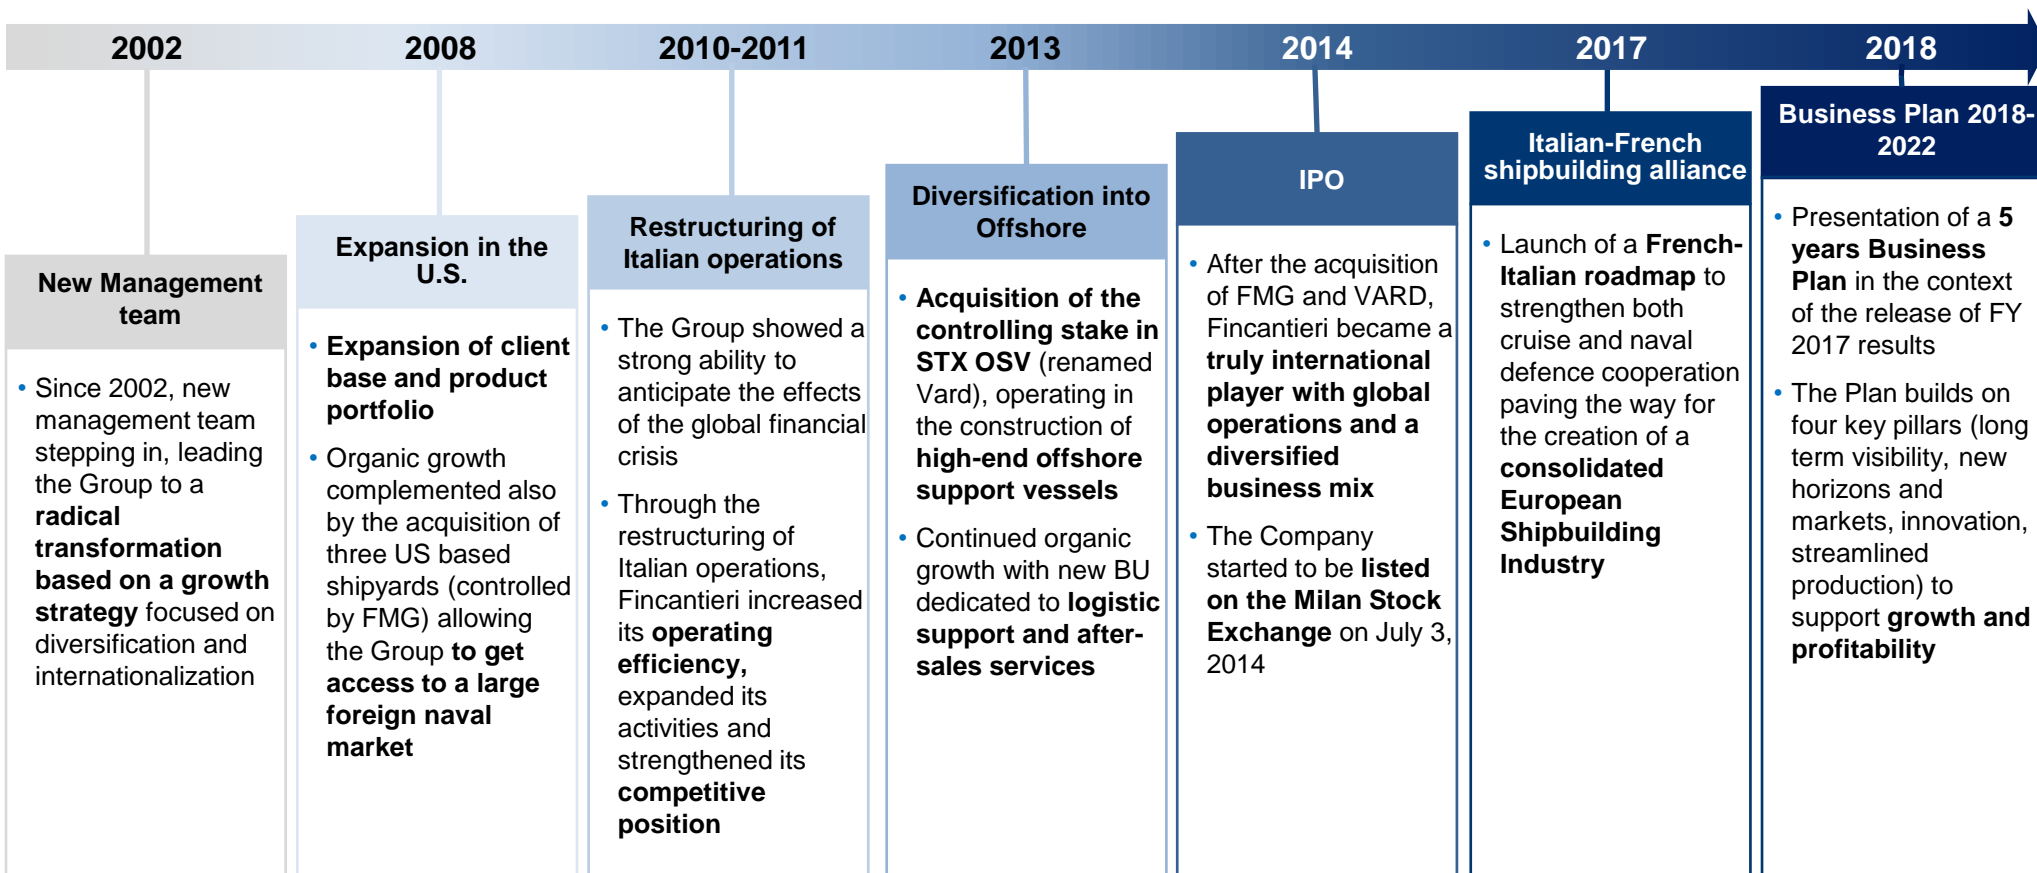 2002
2008
2010-2011
2013
2014
2017
2018
New Management
team
• Since 2002, new
management team
stepping in, leading
the Group to a
radical
transformation
based on a growth
strategy focused on
diversification and
internationalization
Expansion in the
U.S.
• Expansion of client
base and product
portfolio
• Organic growth
complemented also
by the acquisition of
three US based
shipyards (controlled
by FMG) allowing
the Group to get
access to a large
foreign naval
market
Restructuring of
Italian operations
• The Group showed a
strong ability to
anticipate the effects
of the global financial
crisis
• Through the
restructuring of
Italian operations,
Fincantieri increased
its operating
efficiency,
expanded its
activities and
strengthened its
competitive
position
Diversification into
Offshore
• Acquisition of the
controlling stake in
STX OSV (renamed
Vard), operating in
the construction of
high-end offshore
support vessels
• Continued organic
growth with new BU
dedicated to logistic
support and after-
sales services
IPO
• After the acquisition
of FMG and VARD,
Fincantieri became a
truly international
player with global
operations and a
diversified
business mix
• The Company
started to be listed
on the Milan Stock
Exchange on July 3,
2014
Italian-French
shipbuilding alliance
• Launch of a French-
Italian roadmap to
strengthen both
cruise and naval
defence cooperation
paving the way for
the creation of a
consolidated
European
Shipbuilding
Industry
Business Plan 2018-
2022
• Presentation of a 5
years Business
Plan in the context
of the release of FY
2017 results
• The Plan builds on
four key pillars (long
term visibility, new
horizons and
markets, innovation,
streamlined
production) to
support growth and
profitability